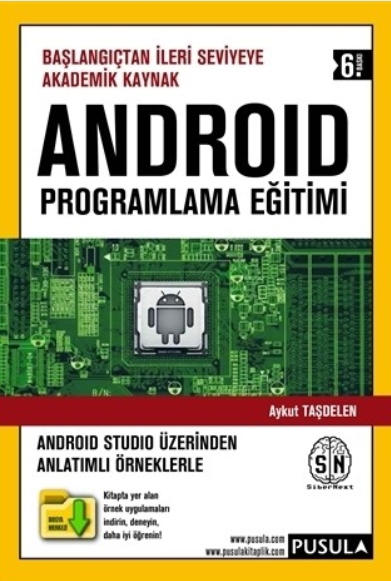 BAŞLANGIÇTAN İLERİ SEVİYEYE
AKADEMİK KAYNAK
6. BASKI
ANDROID
PROGRAMLAMA EĞİTİMİ
B/N:
Aykut TAŞDELEN
ANDROID STUDIO ÜZERİNDEN
ANLATIMLI ÖRNEKLERLE
SN
SiberNext
DOSYA
MERKEZİ
Kitapta yer alan
örnek uygulamaları
indirin, deneyin,
daha iyi öğrenin!
www.pusula.com
www.pusulakitaplik.com
PUSULA